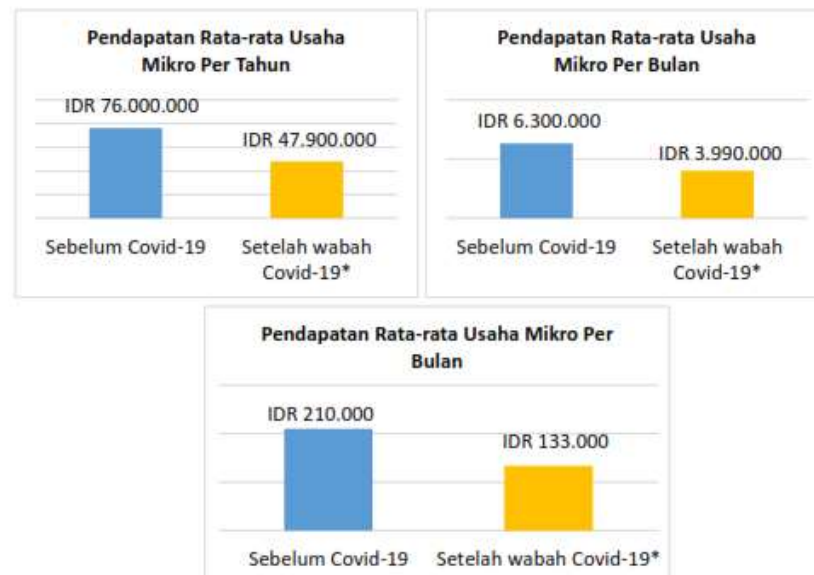 Pendapatan Rata-rata Usaha
Mikro Per Tahun
IDR 76.000.000
IDR 47.900.000
Sebelum Covid-19
Setelah wabah
Covid-19*
Pendapatan Rata-rata Usaha
Mikro Per Bulan
IDR 6.300.000
IDR 3.990.000
Sebelum Covid-19
Setelah wabah
Covid-19*
Pendapatan Rata-rata Usaha Mikro Per
Bulan
IDR 210.000
IDR 133.000
Sebelum Covid-19
Setelah wabah Covid-19*